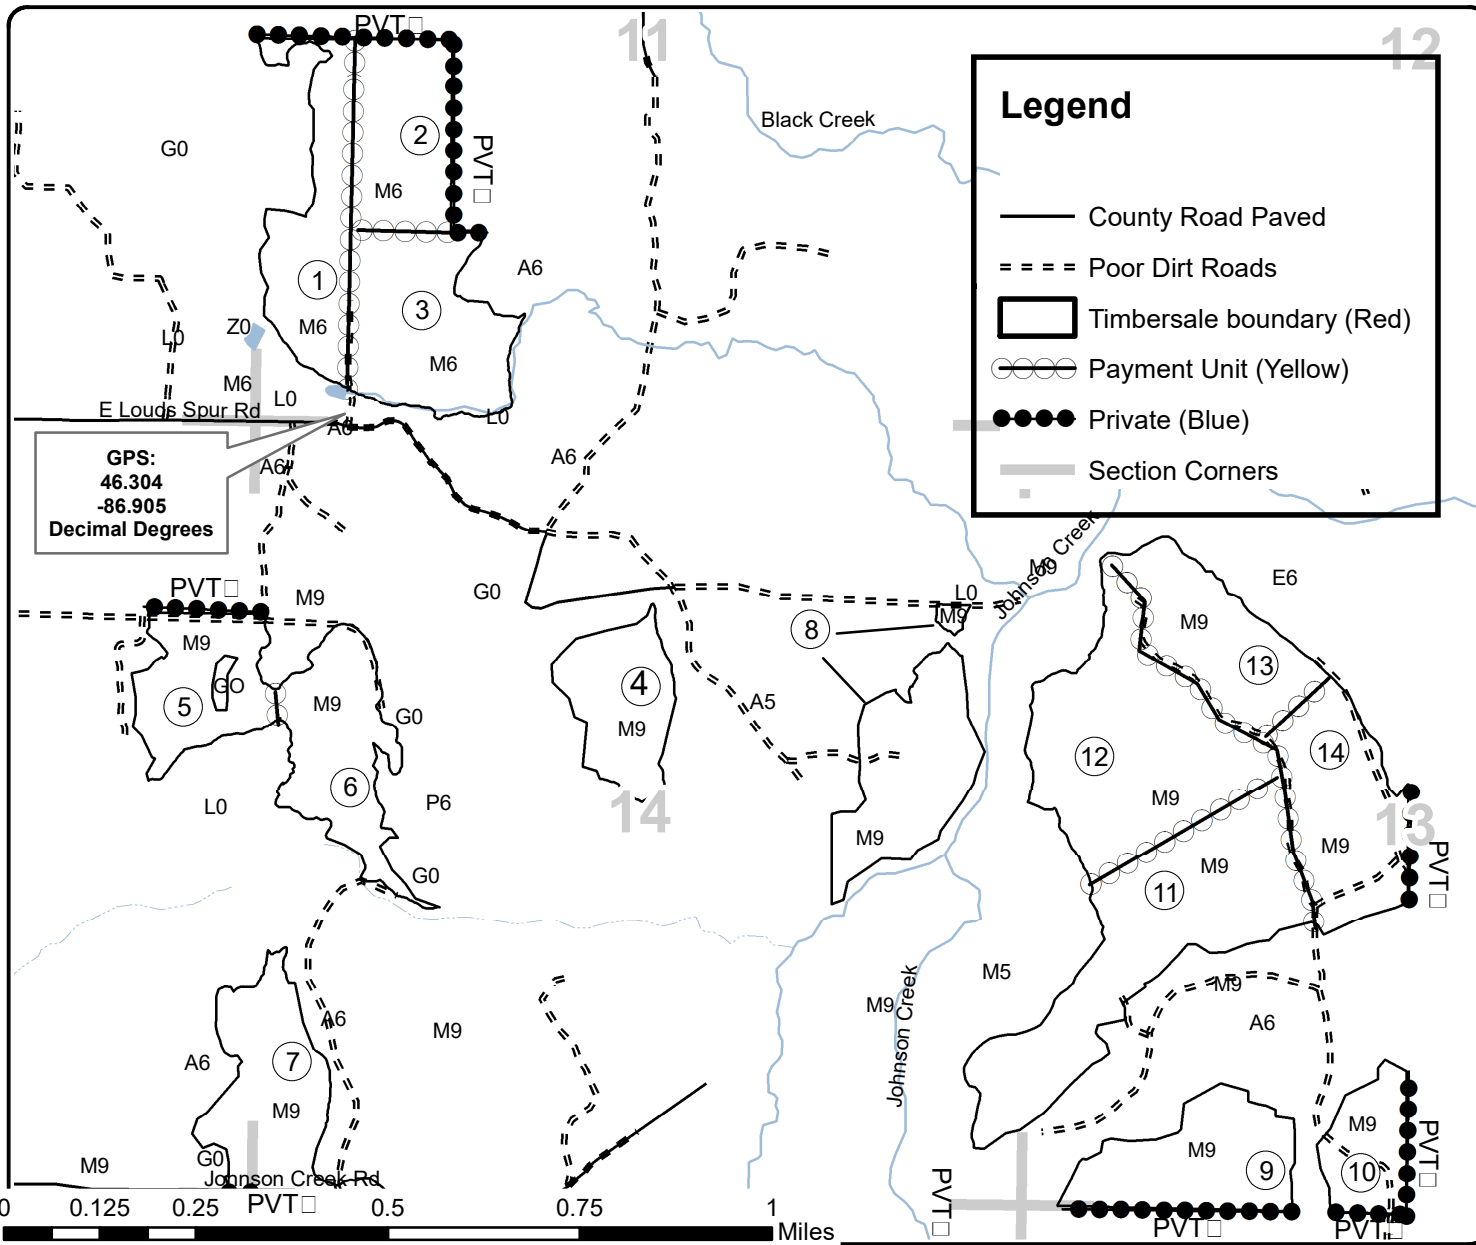 PVT□
11
12
Legend
County Road Paved
Poor Dirt Roads
Timbersale boundary (Red)
Payment Unit (Yellow)
Private (Blue)
Section Corners
Black Creek
G0
2
PVT□
M6
1
A6
3
M6
M6
Z0
L0
M6
L0
E Louds Spur Rd
L0
A6
A6
A6
GPS:
46.304
-86.905
Decimal Degrees
Johnson Creek
M9
E6
PVT□
M9
G0
L0
M9
M9
8
M9
13
M9
GO
5
M9
G0
4
M9
A5
12
14
6
L0
P6
14
M9
13
M9
M9
M9
PVT□
G0
11
M5
M9
Johnson Creek
M9
A6
A6
M9
A6
7
M9
M9
G0
Johnson Creek Rd
PVT□
M9
9
M9
10
PVT□
PVT□
PVT□
PVT□
0 0.125 0.25 0.5 0.75 1
Miles